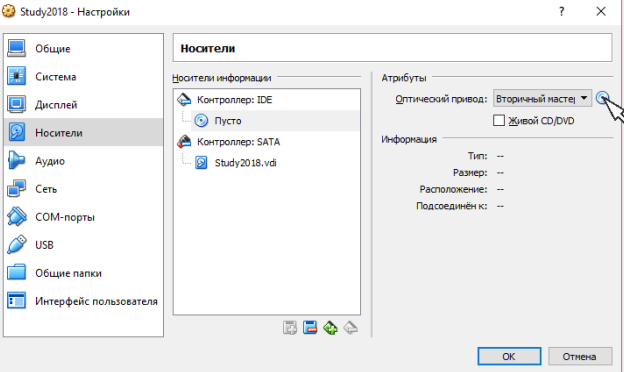 Study2018 - Настройки
? ×
Общие
Система
Дисплей
Носители
Аудио
Сеть
COM-порты
USB
Общие папки
Интерфейс пользователя
Носители
Носители информации
Контроллер: IDE
Пусто
Контроллер: SATA
Study2018.vdi
Атрибуты
Оптический привод: Вторичный мастер
Живой CD/DVD
Информация
Тип: --
Размер: --
Расположение: --
Подсоединён к: --
OK
Отмена